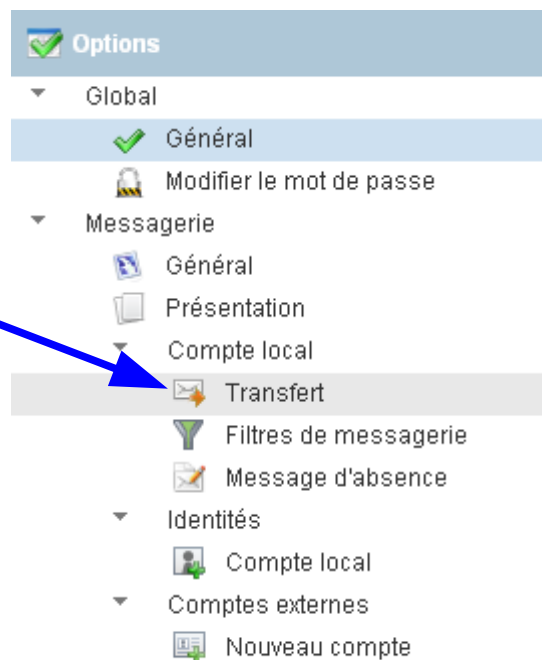 Options
Global
Général
Modifier le mot de passe
Messagerie
Général
Présentation
Compte local
Transfert
Filtres de messagerie
Message d'absence
Identités
Compte local
Comptes externes
Nouveau compte